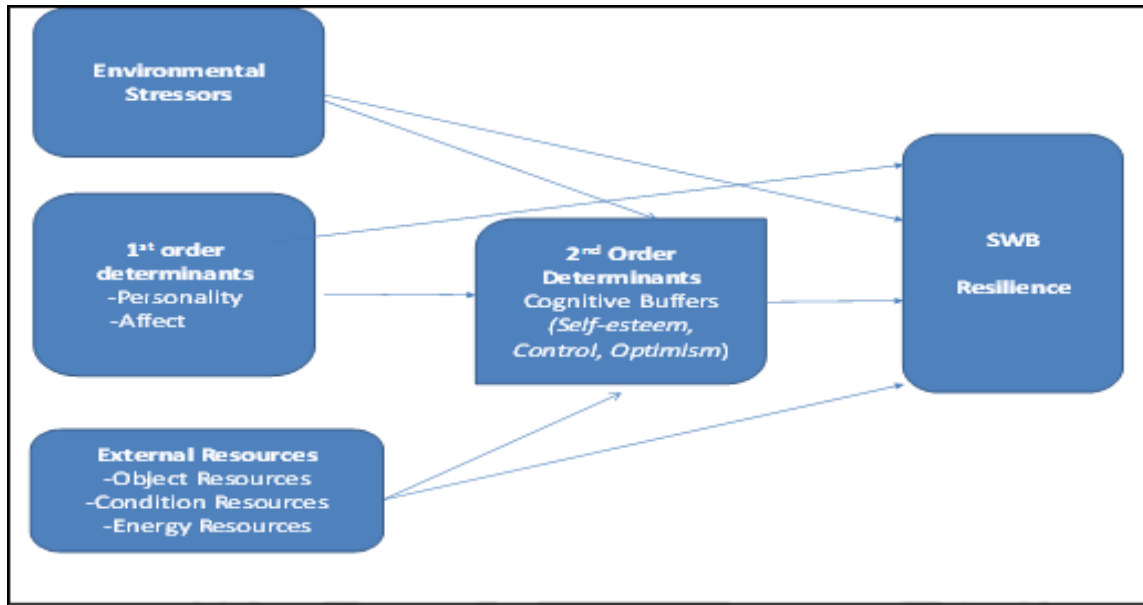 Environmental
Stressors
1st order
determinants
-Personality
-Affect
External Resources
-Object Resources
-Condition Resources
-Energy Resources
2nd Order
Determinants
Cognitive Buffers
(Self-esteem,
Control, Optimism)
SWB
Resilience